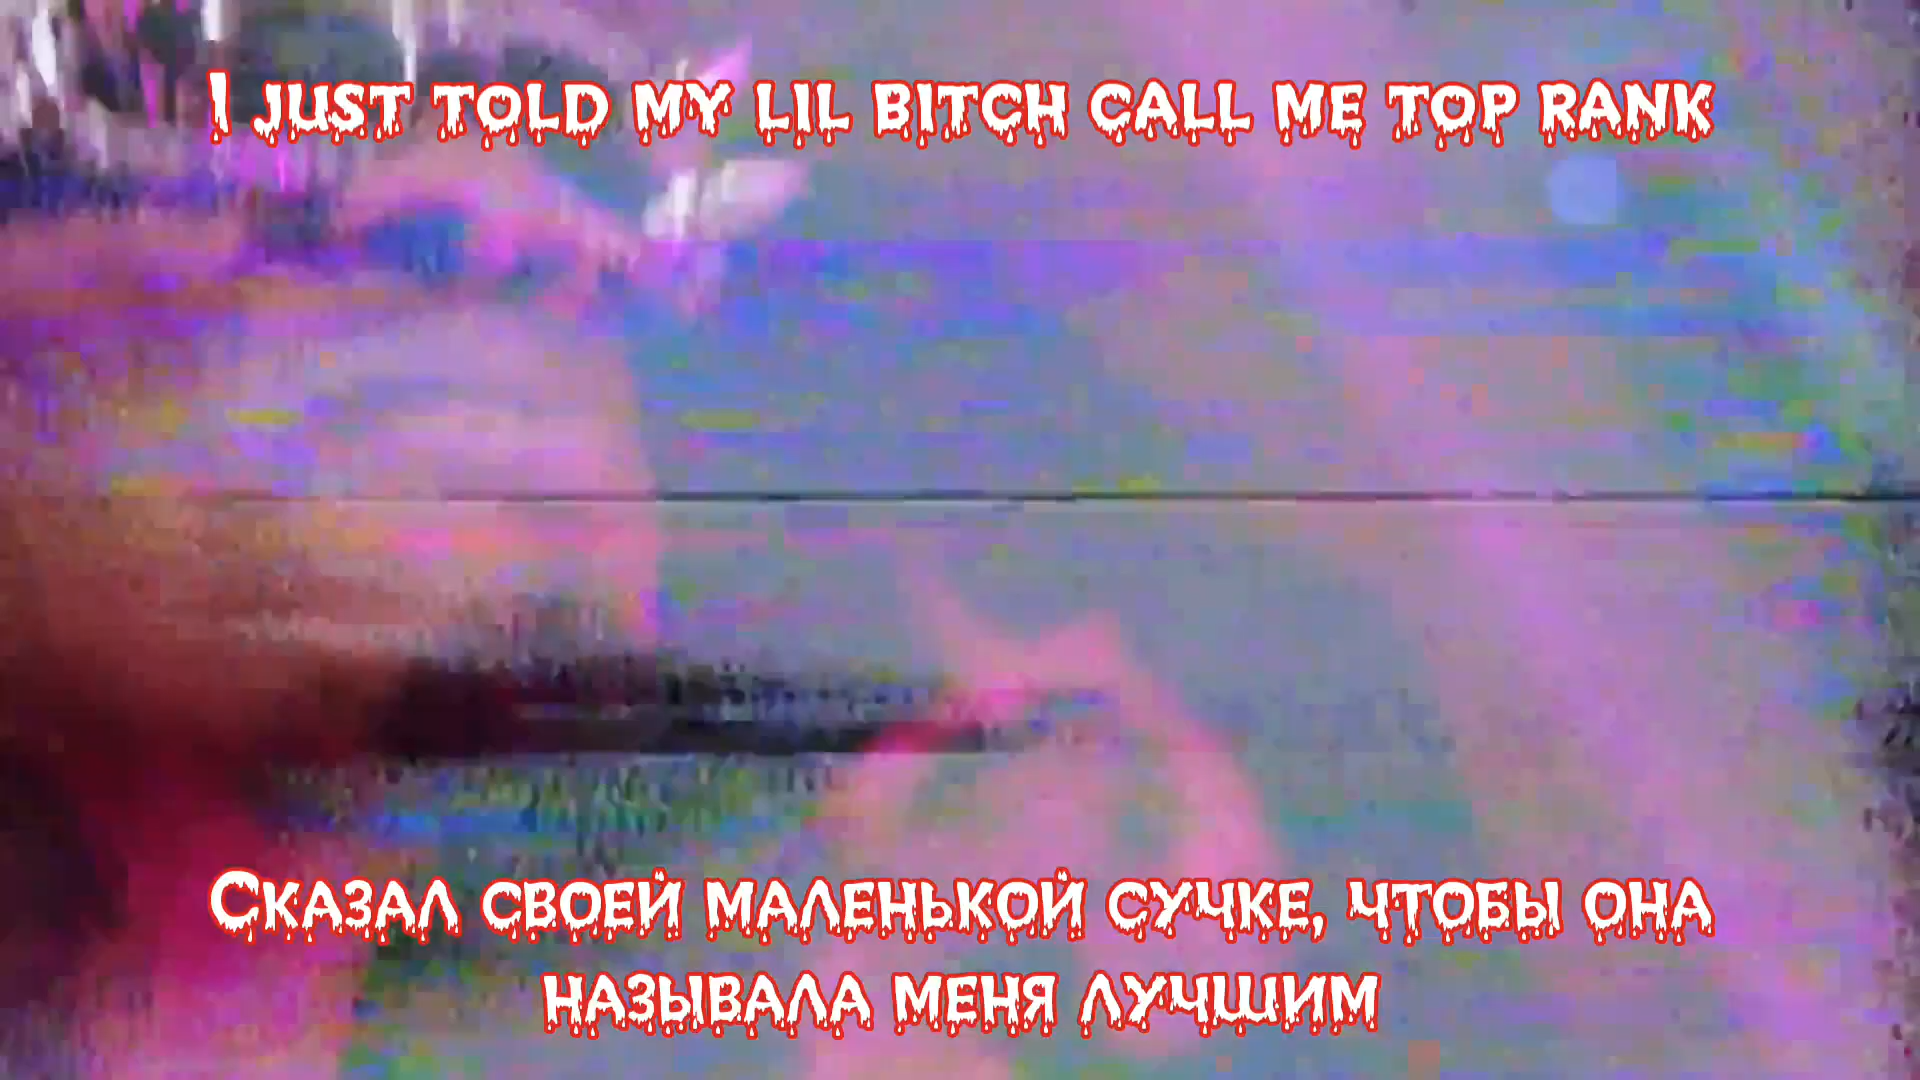 I just told my lil bitch call me top rank
Сказал своей маленькой сучке, чтобы она
называла меня лучшим